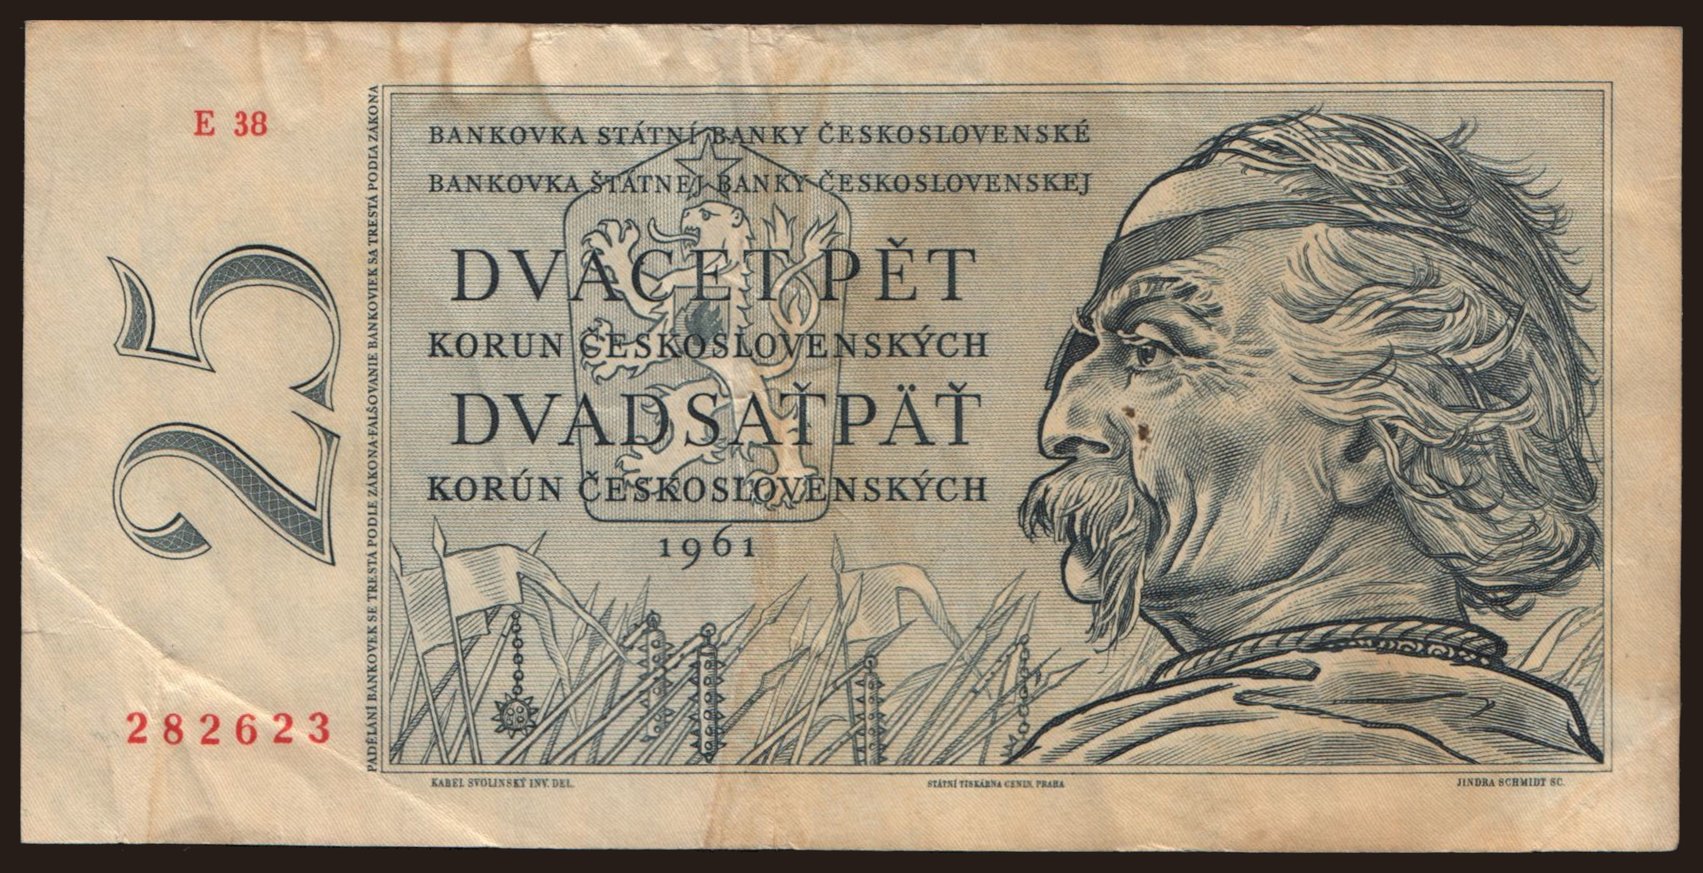 E 38
25
282623
PADĚLÁNÍ BANKOVEK SE TRESTÁ PODLE ZÁKONA·FALŠOVANIE BANKOVIEK SA TRESTÁ PODĽA ZÁKONA
BANKOVKA STÁTNÍ BANKY ČESKOSLOVENSKÉ
BANKOVKA ŠTÁTNEJ BANKY ČESKOSLOVENSKEJ
DVACET PĚT
KORUN ČESKOSLOVENSKÝCH
DVADSAŤPÄŤ
KORÚN ČESKOSLOVENSKÝCH
1961
KAREL SVOLINSKÝ INV. DEL.
STÁTNÍ TISKÁRNA CENIN, PRAHA
JINDRA SCHMIDT SC.